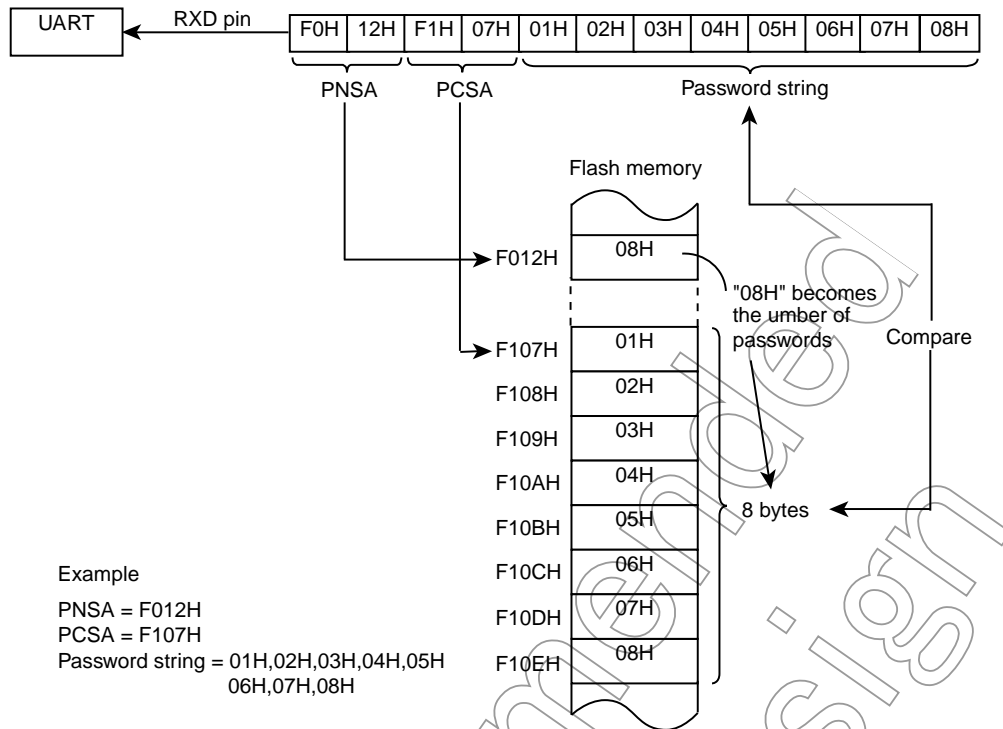 UART
RXD pin
F0H 12H F1H 07H 01H 02H 03H 04H 05H 06H 07H 08H
PNSA PCSA Password string
Flash memory
F012H 08H
"08H" becomes
the umber of
passwords
Compare
F107H 01H
F108H 02H
F109H 03H
F10AH 04H
F10BH 05H
F10CH 06H
F10DH 07H
F10EH 08H
8 bytes
Example
PNSA = F012H
PCSA = F107H
Password string = 01H,02H,03H,04H,05H
06H,07H,08H
mended
sign